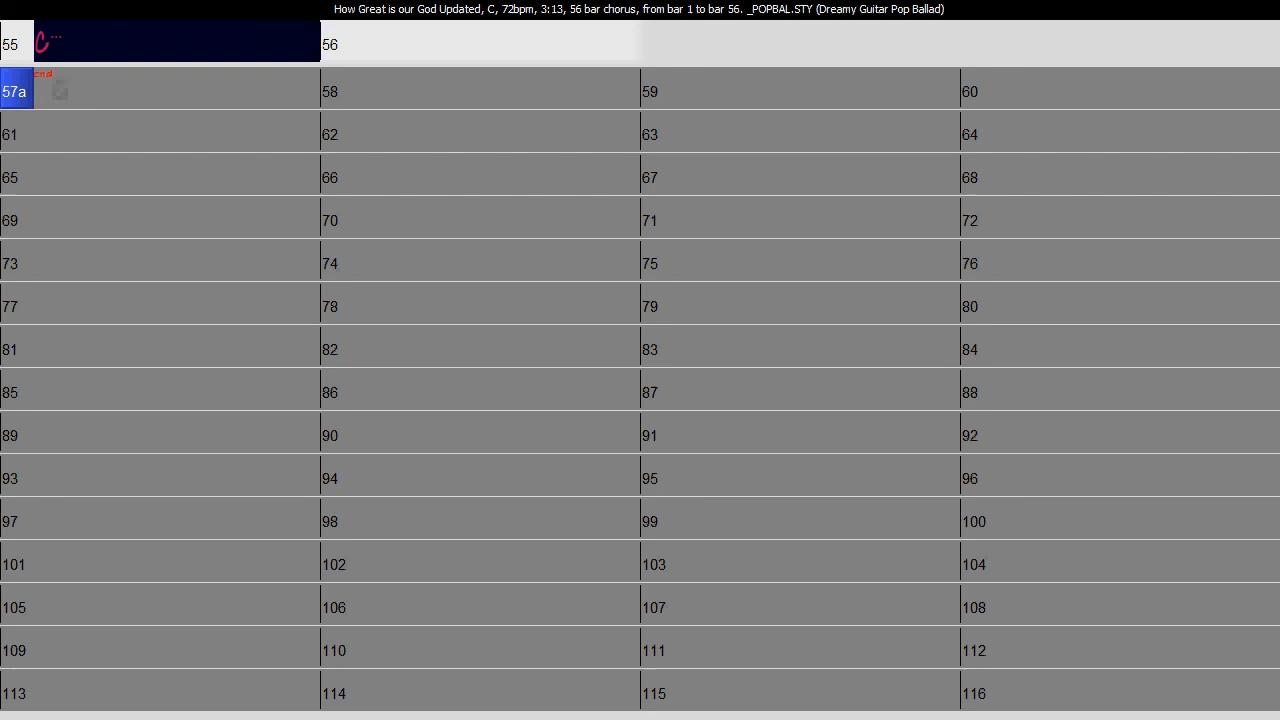 How Great is our God Updated, C, 72bpm, 3:13, 56 bar chorus, from bar 1 to bar 56. _POPBAL.STY (Dreamy Guitar Pop Ballad)
55 C... 56
end
57a 58 59 60
61 62 63 64
65 66 67 68
69 70 71 72
73 74 75 76
77 78 79 80
81 82 83 84
85 86 87 88
89 90 91 92
93 94 95 96
97 98 99 100
101 102 103 104
105 106 107 108
109 110 111 112
113 114 115 116